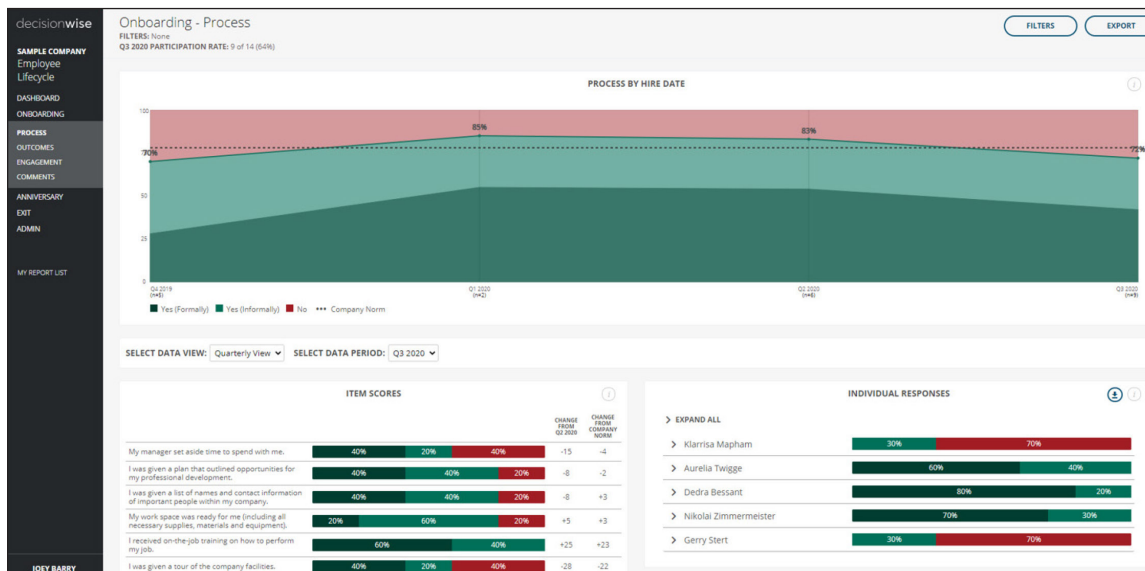 decisionwise
SAMPLE COMPANY
Employee
Lifecycle
DASHBOARD
ONBOARDING
PROCESS
OUTCOMES
ENGAGEMENT
COMMENTS
ANNIVERSARY
EXIT
ADMIN
MY REPORT LIST
JOEY BARRY
Onboarding - Process
FILTERS: None
Q3 2020 PARTICIPATION RATE: 9 of 14 (64%)
FILTERS
EXPORT
PROCESS BY HIRE DATE
100
70%
85%
83%
72%
50
25
0
Q4 2019
(n=5)
Q1 2020
(n=2)
Q2 2020
(n=6)
Q3 2020
(n=9)
Yes (Formally) Yes (Informally) No Company Norm
SELECT DATA VIEW: Quarterly View SELECT DATA PERIOD: Q3 2020
ITEM SCORES
CHANGE
FROM
Q2 2020
CHANGE
FROM
COMPANY
NORM
My manager set aside time to spend with me. 40% 20% 40% -15 -4
I was given a plan that outlined opportunities for
my professional development. 40% 40% 20% -8 -2
I was given a list of names and contact information
of important people within my company. 40% 40% 20% -8 +3
My work space was ready for me (including all
necessary supplies, materials and equipment). 20% 60% 20% +5 +3
I received on-the-job training on how to perform
my job. 60% 40% +25 +23
I was given a tour of the company facilities. 40% 20% 40% -28 -22
INDIVIDUAL RESPONSES
EXPAND ALL
Klarrisa Mapham 30% 70%
Aurelia Twigge 60% 40%
Dedra Bessant 80% 20%
Nikolai Zimmermeister 70% 30%
Gerry Stert 30% 70%